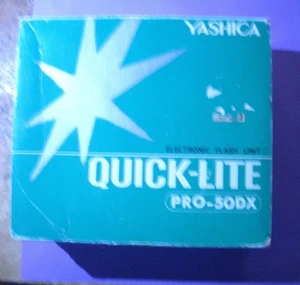 YASHICA
ELECTRONIC FLASH UNIT
QUICK-LITE
PRO-50DX